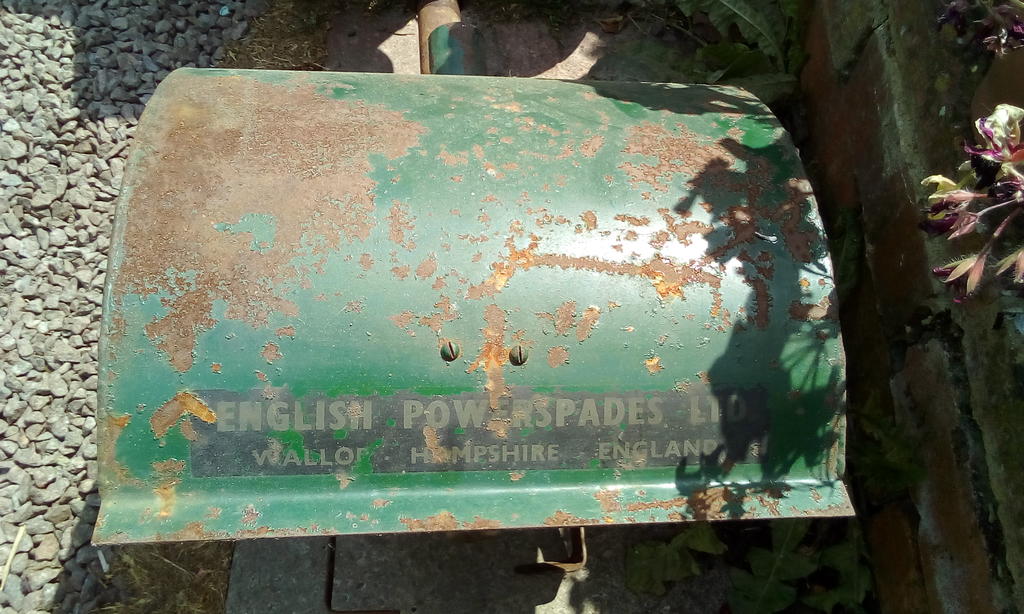 ENGLISH POWERSPADES LTD
WALLOP HAMPSHIRE ENGLAND